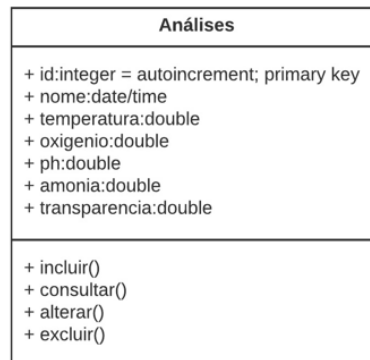 Análises
+ id:integer = autoincrement; primary key
+ nome:date/time
+ temperatura:double
+ oxigenio:double
+ ph:double
+ amonia:double
+ transparencia:double
+ incluir()
+ consultar()
+ alterar()
+ excluir()